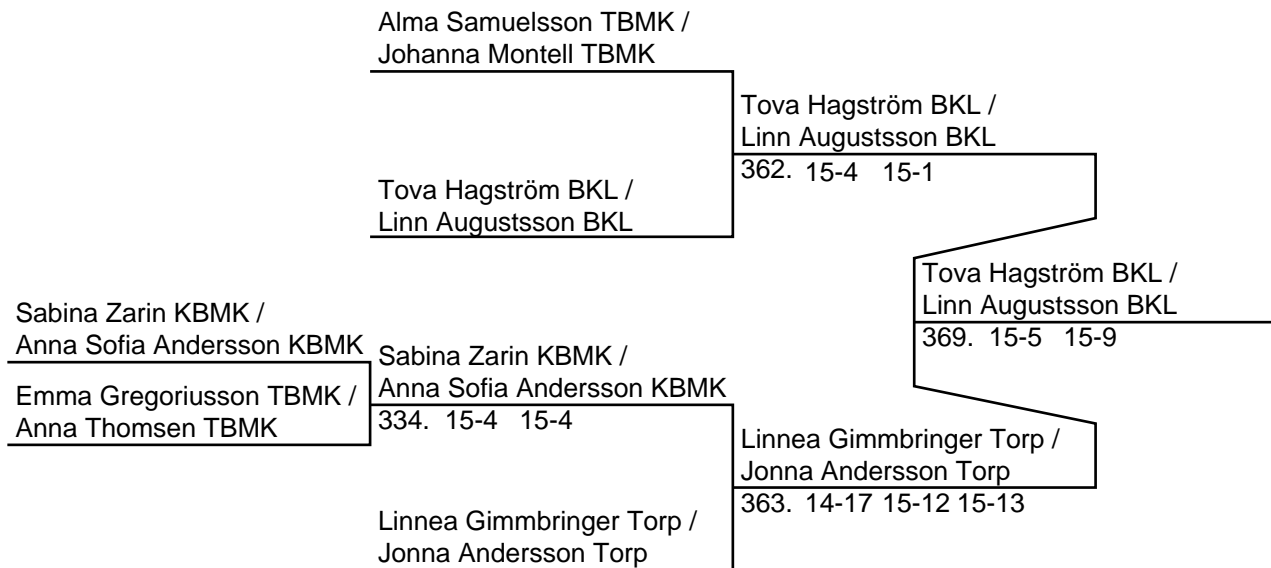 Alma Samuelsson TBMK /
Johanna Montell TBMK
Tova Hagström BKL /
Linn Augustsson BKL
362. 15-4 15-1
Tova Hagström BKL /
Linn Augustsson BKL
Tova Hagström BKL /
Linn Augustsson BKL
369. 15-5 15-9
Sabina Zarin KBMK /
Anna Sofia Andersson KBMK
Sabina Zarin KBMK /
Anna Sofia Andersson KBMK
334. 15-4 15-4
Emma Gregoriusson TBMK /
Anna Thomsen TBMK
Linnea Gimmbringer Torp /
Jonna Andersson Torp
363. 14-17 15-12 15-13
Linnea Gimmbringer Torp /
Jonna Andersson Torp